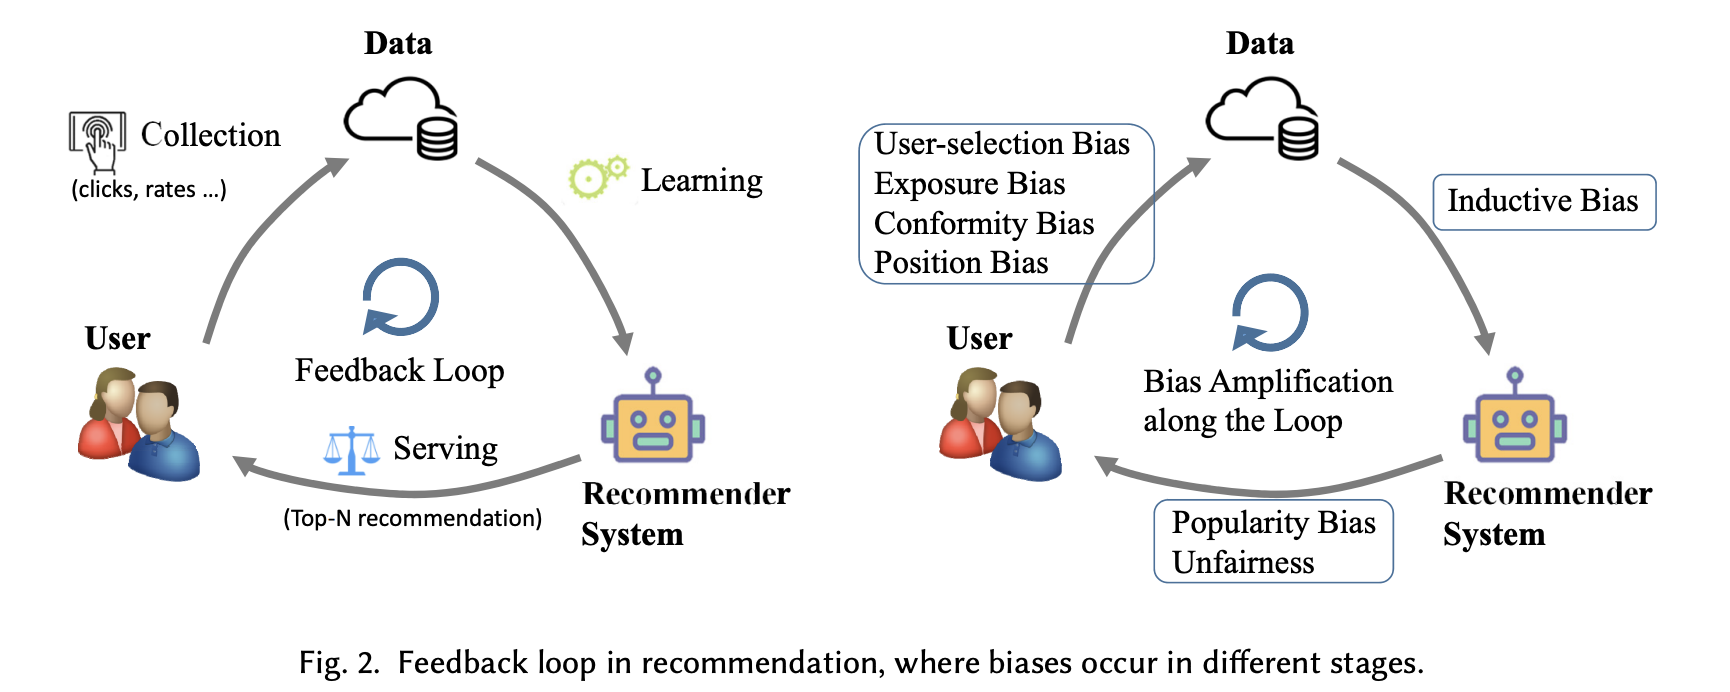 Data
Collection
(clicks, rates ...)
Learning
User
Feedback Loop
Serving
(Top-N recommendation)
Recommender
System
Data
User-selection Bias
Exposure Bias
Conformity Bias
Position Bias
Inductive Bias
User
Bias Amplification
along the Loop
Recommender
System
Popularity Bias
Unfairness
Fig. 2. Feedback loop in recommendation, where biases occur in different stages.